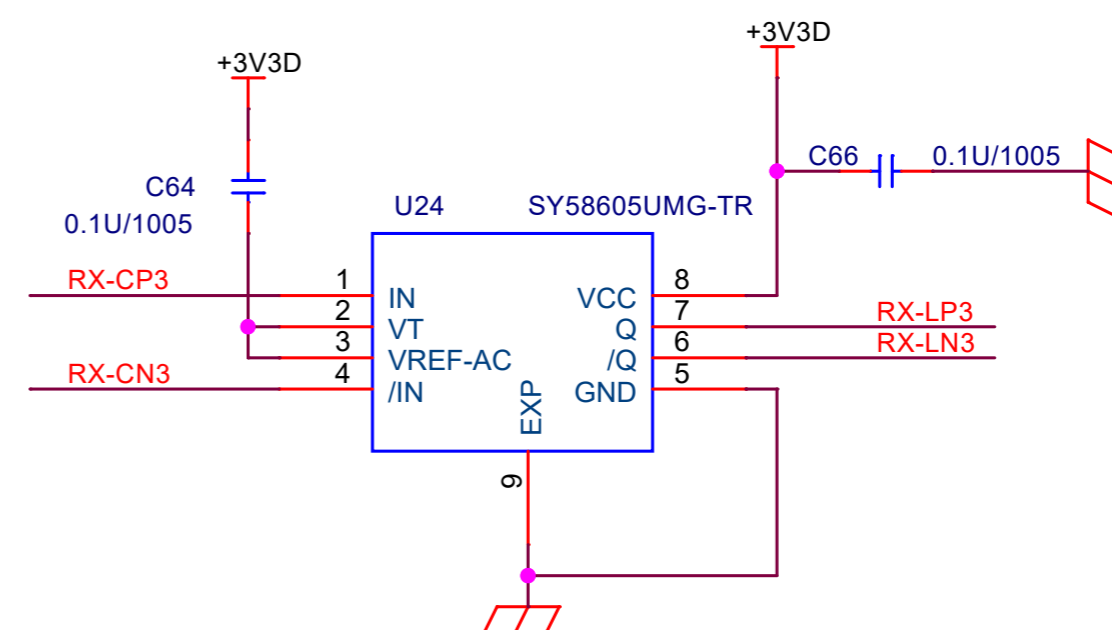 +3V3D
+3V3D
C66
0.1U/1005
C64
0.1U/1005
U24
SY58605UMG-TR
RX-CP3
1
IN
VCC
8
2
VT
Q
7
RX-LP3
3
VREF-AC
/Q
6
RX-LN3
RX-CN3
4
/IN
GND
5
EXP
9